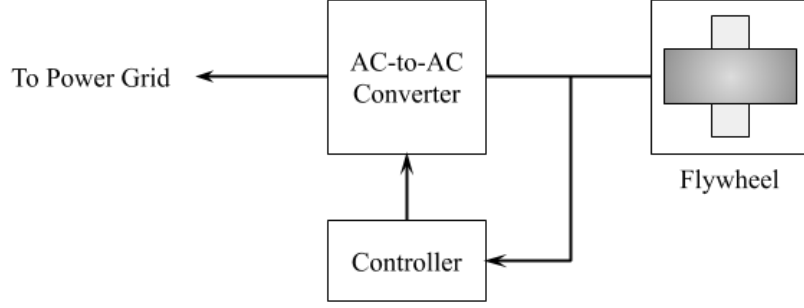 To Power Grid
AC-to-AC
Converter
Flywheel
Controller